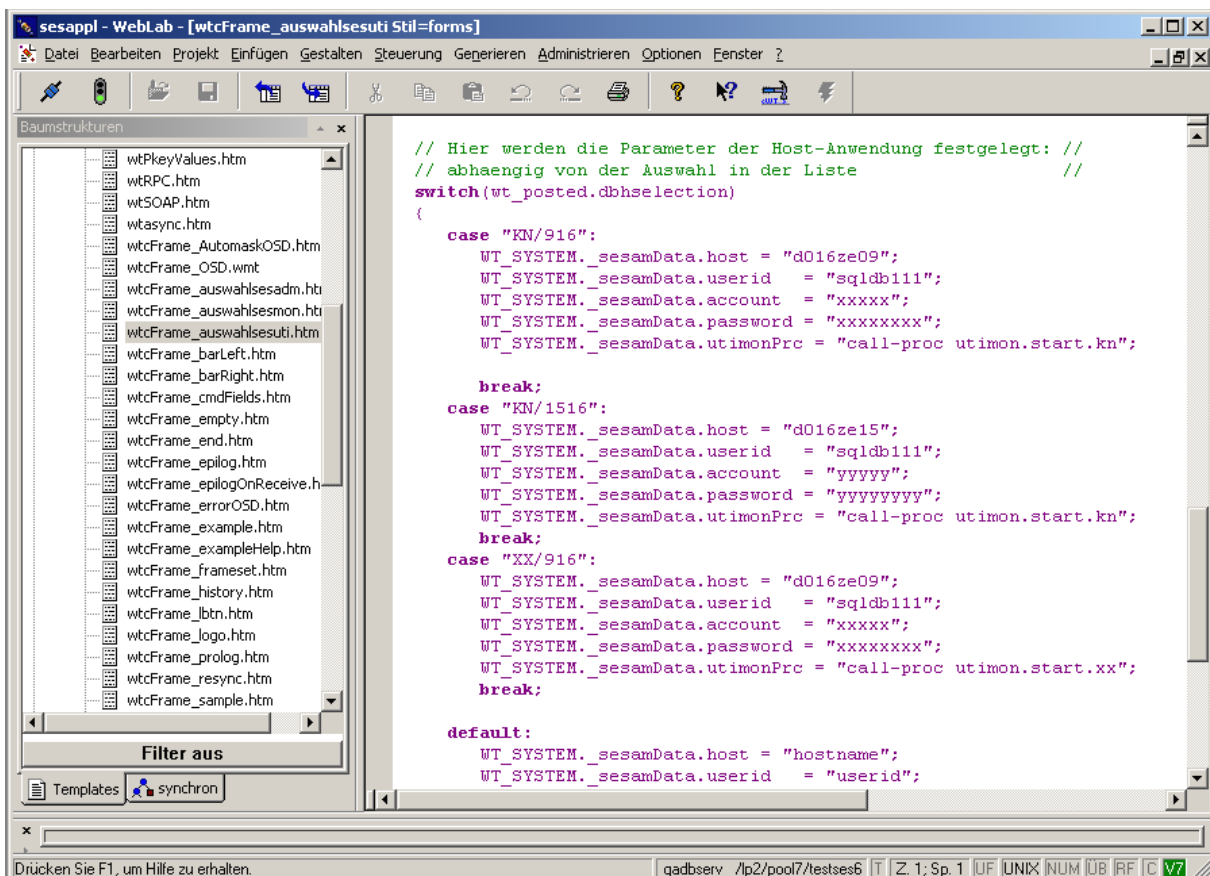 sesappl - WebLab - [wtcFrame_auswahlsesuti Stil=forms]
Datei Bearbeiten Projekt Einfügen Gestalten Steuerung Generieren Administrieren Optionen Fenster ?
Baumstrukturen
wtPkeyValues.htm
wtRPC.htm
wtSOAP.htm
wtasync.htm
wtcFrame_AutomaskOSD.htm
wtcFrame_OSD.wmt
wtcFrame_auswahlsesadm.htm
wtcFrame_auswahlsesmon.htm
wtcFrame_auswahlsesuti.htm
wtcFrame_barLeft.htm
wtcFrame_barRight.htm
wtcFrame_cmdFields.htm
wtcFrame_empty.htm
wtcFrame_end.htm
wtcFrame_epilog.htm
wtcFrame_epilogOnReceive.h
wtcFrame_errorOSD.htm
wtcFrame_example.htm
wtcFrame_exampleHelp.htm
wtcFrame_frameset.htm
wtcFrame_history.htm
wtcFrame_lbtn.htm
wtcFrame_logo.htm
wtcFrame_prolog.htm
wtcFrame_resync.htm
wtcFrame_sample.htm
Filter aus
Templates synchron
// Hier werden die Parameter der Host-Anwendung festgelegt: //
// abhaengig von der Auswahl in der Liste //
switch(wt_posted.dbhselection)
{
case "KN/916":
WT_SYSTEM._sesamData.host = "d016ze09";
WT_SYSTEM._sesamData.userid = "sqldb111";
WT_SYSTEM._sesamData.account = "xxxxx";
WT_SYSTEM._sesamData.password = "xxxxxxxx";
WT_SYSTEM._sesamData.utimonPrc = "call-proc utimon.start.kn";
break;
case "KN/1516":
WT_SYSTEM._sesamData.host = "d016ze15";
WT_SYSTEM._sesamData.userid = "sqldb111";
WT_SYSTEM._sesamData.account = "yyyyy";
WT_SYSTEM._sesamData.password = "yyyyyyyy";
WT_SYSTEM._sesamData.utimonPrc = "call-proc utimon.start.kn";
break;
case "XX/916":
WT_SYSTEM._sesamData.host = "d016ze09";
WT_SYSTEM._sesamData.userid = "sqldb111";
WT_SYSTEM._sesamData.account = "xxxxx";
WT_SYSTEM._sesamData.password = "xxxxxxxx";
WT_SYSTEM._sesamData.utimonPrc = "call-proc utimon.start.xx";
break;
default:
WT_SYSTEM._sesamData.host = "hostname";
WT_SYSTEM._sesamData.userid = "userid";
Drücken Sie F1, um Hilfe zu erhalten. gadbserv /lp2/pool7/testses6 T Z. 1; Sp. 1 UF UNIX NUM ÜB RF C V7